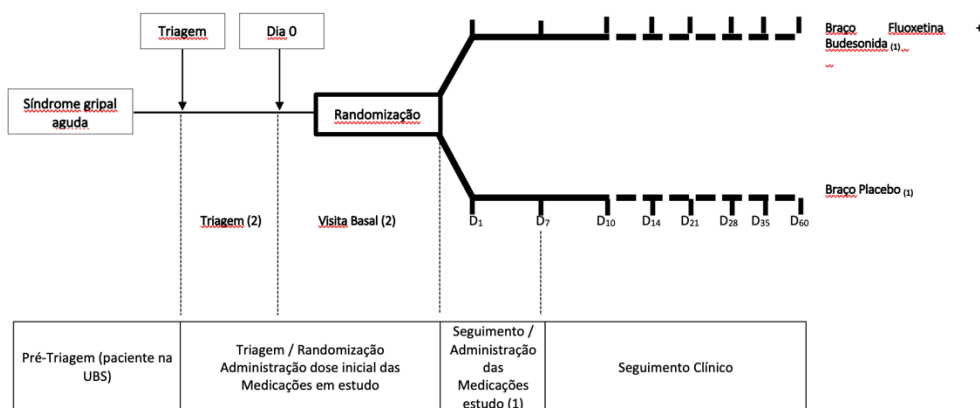 Triagem
Dia 0
Braço Fluoxetina +
Budesonida (1)
Síndrome gripal
aguda
Randomização
Braço Placebo (1)
Triagem (2)
Visita Basal (2)
D1 D7 D10 D14 D21 D28 D35 D60
Pré-Triagem (paciente na
UBS)
Triagem / Randomização
Administração dose inicial das
Medicações em estudo
Seguimento /
Administração
das
Medicações
estudo (1)
Seguimento Clínico